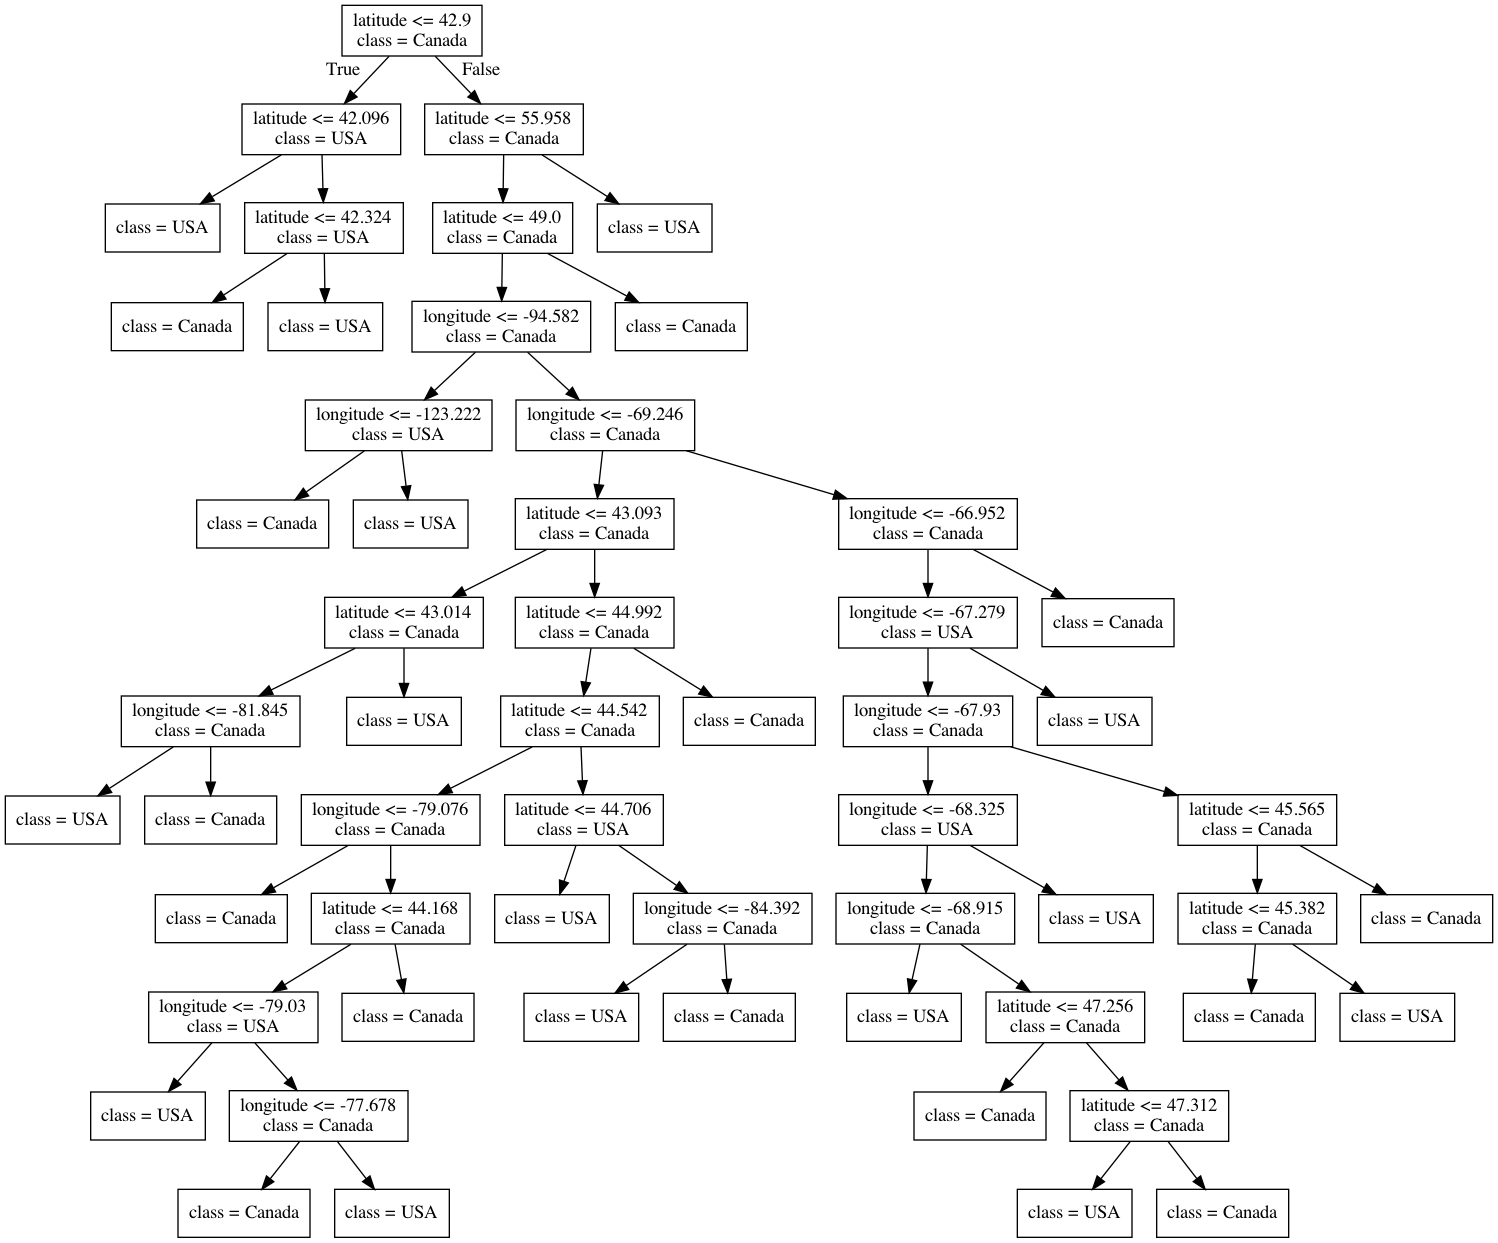 latitude <= 42.9
class = Canada
True
False
latitude <= 42.096
class = USA
latitude <= 55.958
class = Canada
class = USA
latitude <= 42.324
class = USA
latitude <= 49.0
class = Canada
class = USA
class = Canada
class = USA
longitude <= -94.582
class = Canada
class = Canada
longitude <= -123.222
class = USA
longitude <= -69.246
class = Canada
class = Canada
class = USA
latitude <= 43.093
class = Canada
longitude <= -66.952
class = Canada
latitude <= 43.014
class = Canada
latitude <= 44.992
class = Canada
longitude <= -67.279
class = USA
class = Canada
longitude <= -81.845
class = Canada
class = USA
latitude <= 44.542
class = Canada
class = Canada
longitude <= -67.93
class = Canada
class = USA
class = USA
class = Canada
longitude <= -79.076
class = Canada
latitude <= 44.706
class = USA
longitude <= -68.325
class = USA
latitude <= 45.565
class = Canada
class = Canada
latitude <= 44.168
class = Canada
class = USA
longitude <= -84.392
class = Canada
longitude <= -68.915
class = Canada
class = USA
latitude <= 45.382
class = Canada
class = Canada
longitude <= -79.03
class = USA
class = Canada
class = USA
class = Canada
class = USA
latitude <= 47.256
class = Canada
class = Canada
class = USA
class = USA
longitude <= -77.678
class = Canada
class = Canada
latitude <= 47.312
class = Canada
class = Canada
class = USA
class = USA
class = Canada